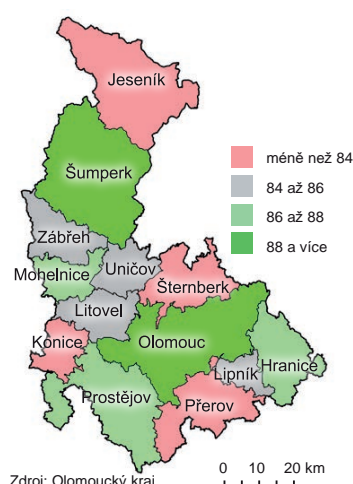 Jeseník
Šumperk
méně než 84
84 až 86
86 až 88
88 a více
Zábřeh
Mohelnice
Uničov
Šternberk
Litovel
Konice
Olomouc
Lipník
Hranice
Prostějov
Přerov
0 10 20 km
Zdroj: Olomoucký kraj